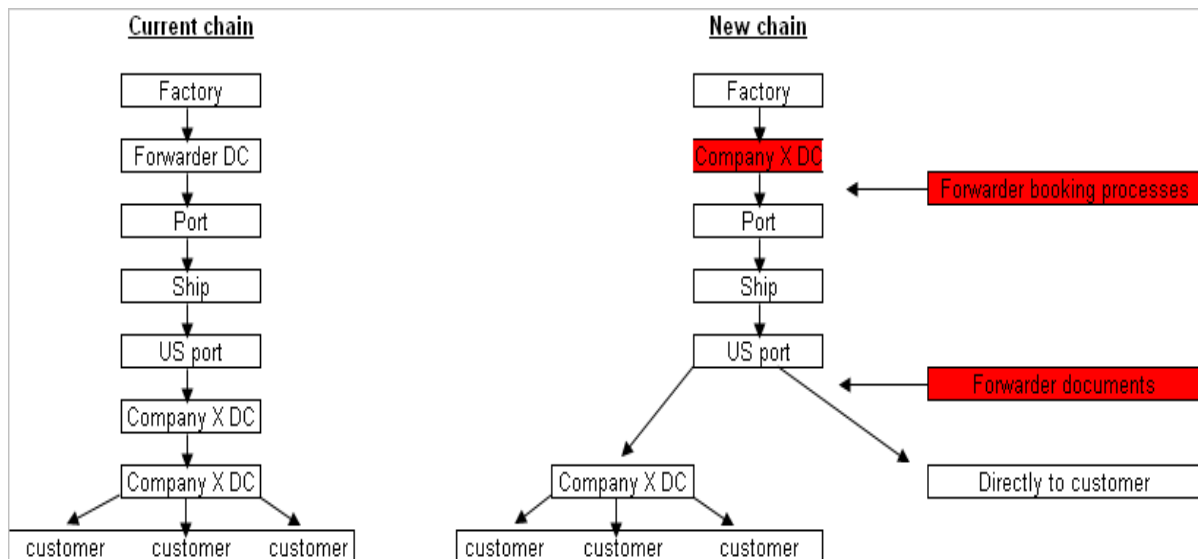 Current chain
Factory
Forwarder DC
Port
Ship
US port
Company X DC
Company X DC
customer customer customer
New chain
Factory
Company X DC
Forwarder booking processes
Port
Ship
US port
Forwarder documents
Company X DC
Directly to customer
customer customer customer